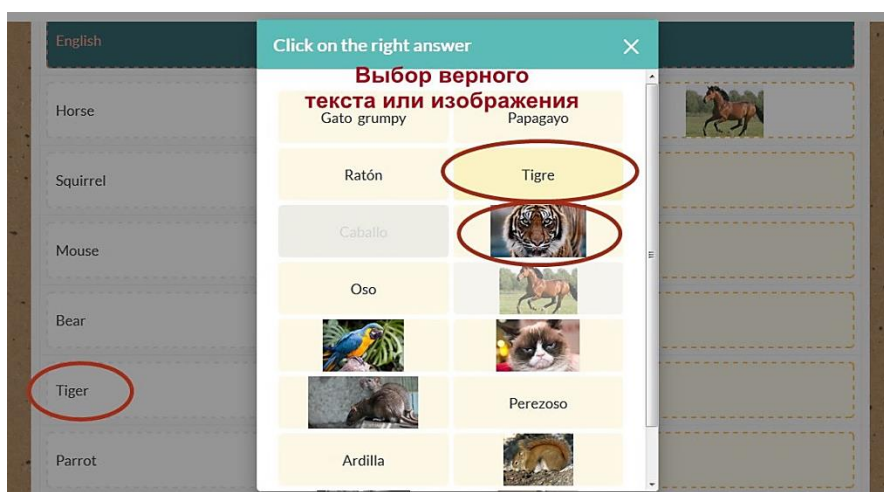 English
Click on the right answer
Выбор верного
текста или изображения
Horse
Gato grumpy
Papagayo
Squirrel
Ratón
Tigre
Mouse
Caballo
Oso
Bear
Tiger
Perezoso
Parrot
Ardilla